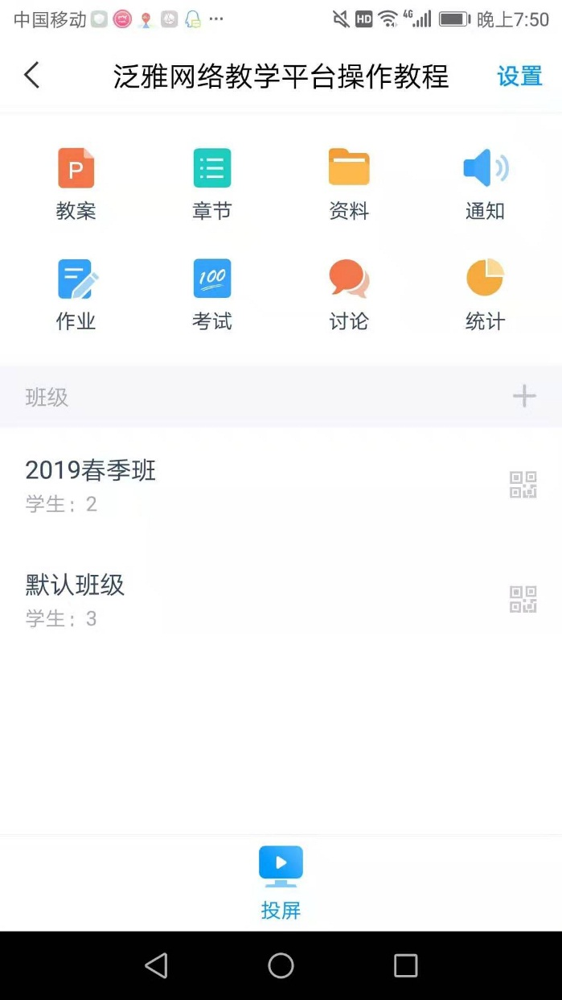 中国移动 HD 4G 晚上7:50
泛雅网络教学平台操作教程 设置
P
教案 章节 资料 通知
100
作业 考试 讨论 统计
班级
2019春季班
学生：2
默认班级
学生：3
投屏